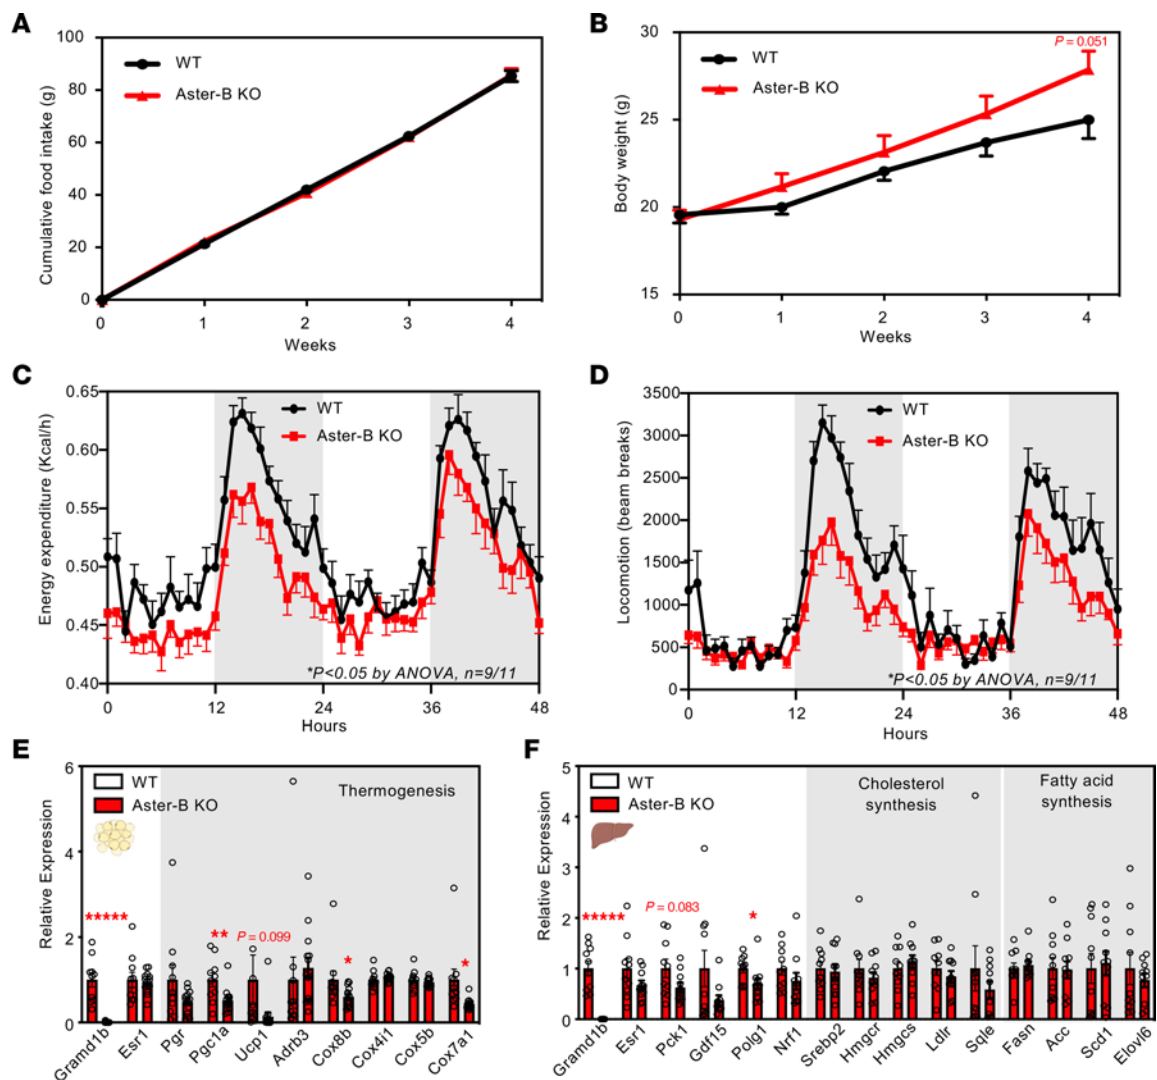 A
100
80
60
40
20
0
Cumulative food intake (g)
WT
Aster-B KO
0 1 2 3 4
Weeks
B
30
25
20
15
Body weight (g)
WT
Aster-B KO
P = 0.051
0 1 2 3 4
Weeks
C
0.65
0.60
0.55
0.50
0.45
0.40
Energy expenditure (Kcal/h)
WT
Aster-B KO
*P<0.05 by ANOVA, n=9/11
0 12 24 36 48
Hours
D
3500
3000
2500
2000
1500
1000
500
0
Locomotion (beam breaks)
WT
Aster-B KO
*P<0.05 by ANOVA, n=9/11
0 12 24 36 48
Hours
E
6
4
2
0
Relative Expression
WT
Aster-B KO
Thermogenesis
*****
**
P = 0.099
*
*
Gramd1b
Esr1
Pgr
Pgc1a
Ucp1
Adrb3
Cox8b
Cox4i1
Cox5b
Cox7a1
F
5
4
3
2
1
0
Relative Expression
WT
Aster-B KO
Cholesterol
synthesis
Fatty acid
synthesis
*****
P = 0.083
*
Gramd1b
Esr1
Pck1
Gdf15
Polg1
Nrf1
Srebp2
Hmgcr
Hmgcs
Ldlr
Sqle
Fasn
Acc
Scd1
Elovl6